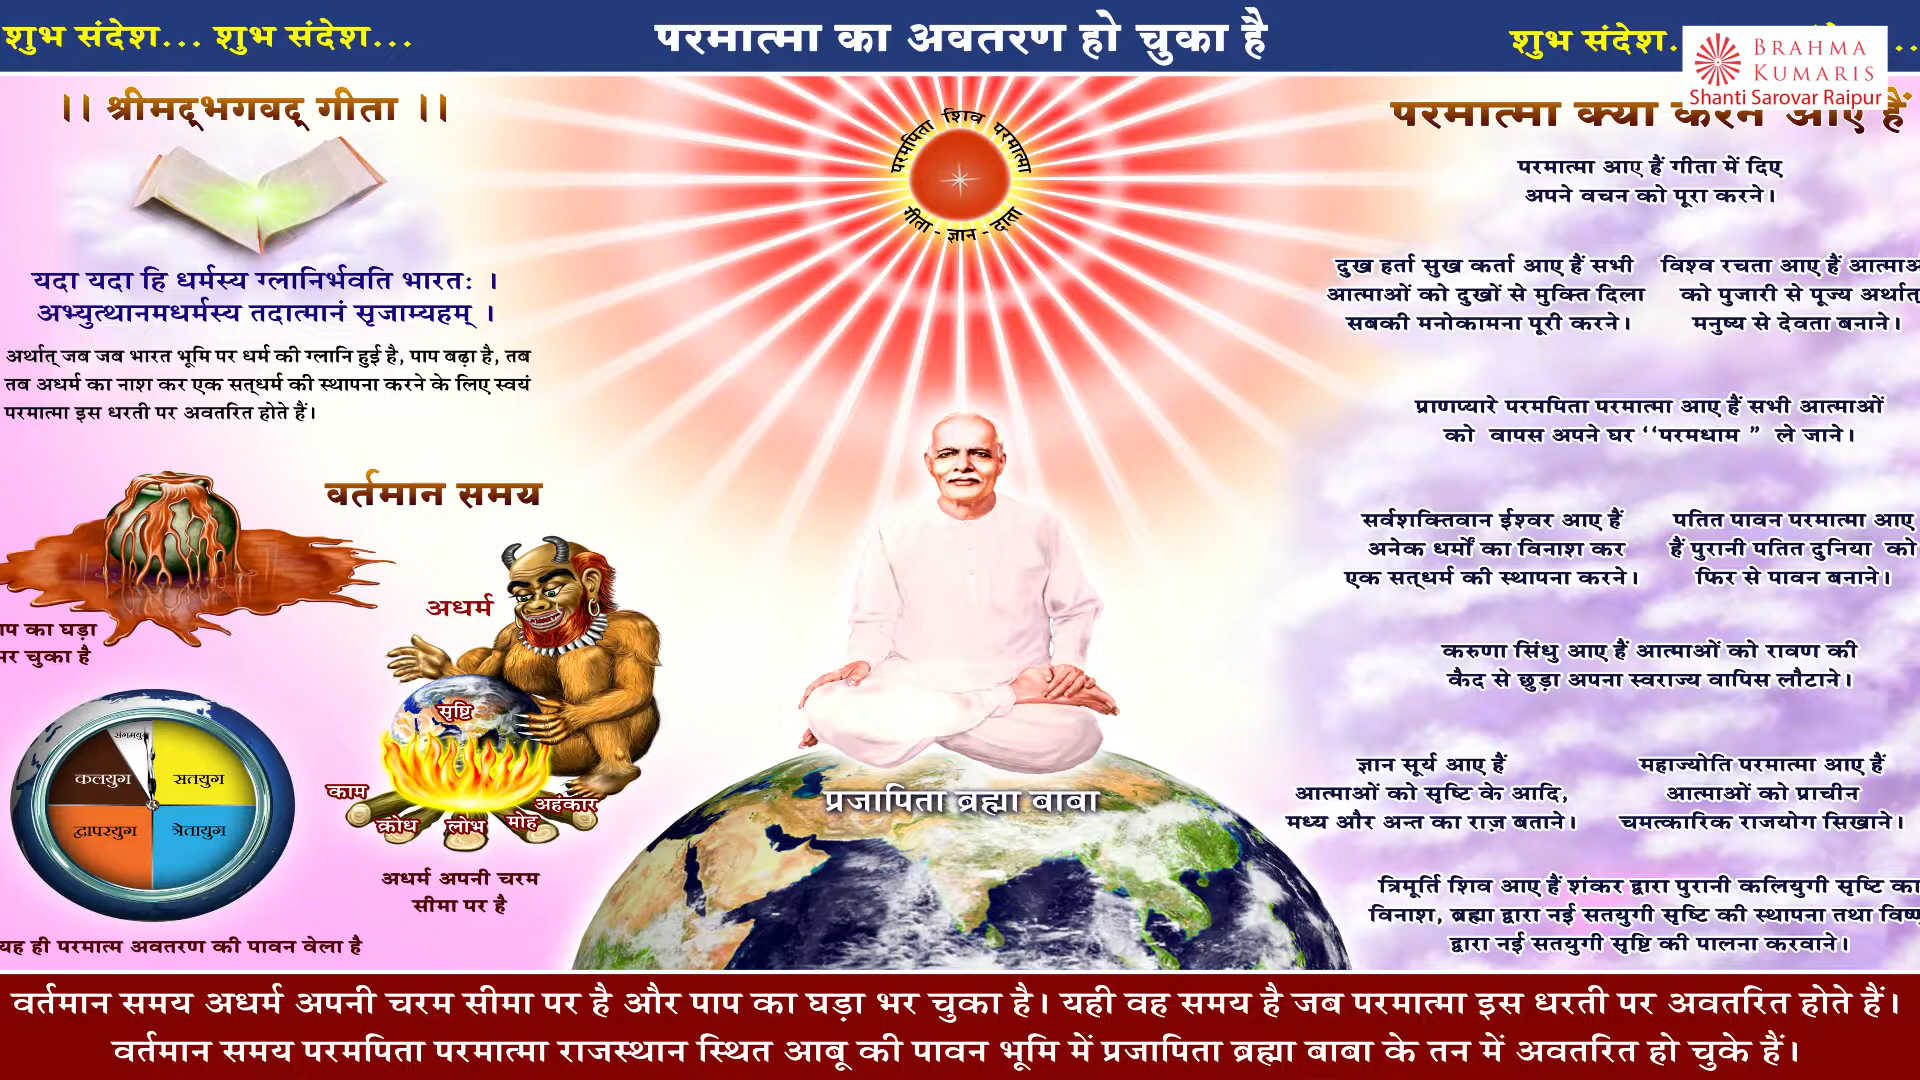 शुभ संदेश... शुभ संदेश...
परमात्मा का अवतरण हो चुका है
शुभ संदेश.
BRAHMA
KUMARIS
Shanti Sarovar Raipur
।। श्रीमद्भगवद् गीता ।।
यदा यदा हि धर्मस्य ग्लानिर्भवति भारतः ।
अभ्युत्थानमधर्मस्य तदात्मानं सृजाम्यहम् ।
अर्थात् जब जब भारत भूमि पर धर्म की ग्लानि हुई है, पाप बढ़ा है, तब
तब अधर्म का नाश कर एक सत्धर्म की स्थापना करने के लिए स्वयं
परमात्मा इस धरती पर अवतरित होते हैं।
वर्तमान समय
अधर्म
पाप का घड़ा
भर चुका है
सृष्टि
काम
क्रोध
लोभ
मोह
अहंकार
अधर्म अपनी चरम
सीमा पर है
संगमयुग
कलयुग
सतयुग
द्वापरयुग
त्रेतायुग
यह ही परमात्म अवतरण की पावन वेला है
परमपिता शिव परमात्मा
गीता - ज्ञान - दाता
प्रजापिता ब्रह्मा बाबा
परमात्मा क्या करने आए हैं
परमात्मा आए हैं गीता में दिए
अपने वचन को पूरा करने।
दुख हर्ता सुख कर्ता आए हैं सभी
आत्माओं को दुखों से मुक्ति दिला
सबकी मनोकामना पूरी करने।
विश्व रचता आए हैं आत्माअ
को पुजारी से पूज्य अर्थात्
मनुष्य से देवता बनाने।
प्राणप्यारे परमपिता परमात्मा आए हैं सभी आत्माओं
को वापस अपने घर ‘‘परमधाम ” ले जाने।
सर्वशक्तिवान ईश्वर आए हैं
अनेक धर्मों का विनाश कर
एक सत्धर्म की स्थापना करने।
पतित पावन परमात्मा आए
हैं पुरानी पतित दुनिया को
फिर से पावन बनाने।
करुणा सिंधु आए हैं आत्माओं को रावण की
कैद से छुड़ा अपना स्वराज्य वापिस लौटाने।
ज्ञान सूर्य आए हैं
आत्माओं को सृष्टि के आदि,
मध्य और अन्त का राज़ बताने।
महाज्योति परमात्मा आए हैं
आत्माओं को प्राचीन
चमत्कारिक राजयोग सिखाने।
त्रिमूर्ति शिव आए हैं शंकर द्वारा पुरानी कलियुगी सृष्टि का
विनाश, ब्रह्मा द्वारा नई सतयुगी सृष्टि की स्थापना तथा विष्णु
द्वारा नई सतयुगी सृष्टि की पालना करवाने।
वर्तमान समय अधर्म अपनी चरम सीमा पर है और पाप का घड़ा भर चुका है। यही वह समय है जब परमात्मा इस धरती पर अवतरित होते हैं।
वर्तमान समय परमपिता परमात्मा राजस्थान स्थित आबू की पावन भूमि में प्रजापिता ब्रह्मा बाबा के तन में अवतरित हो चुके हैं।